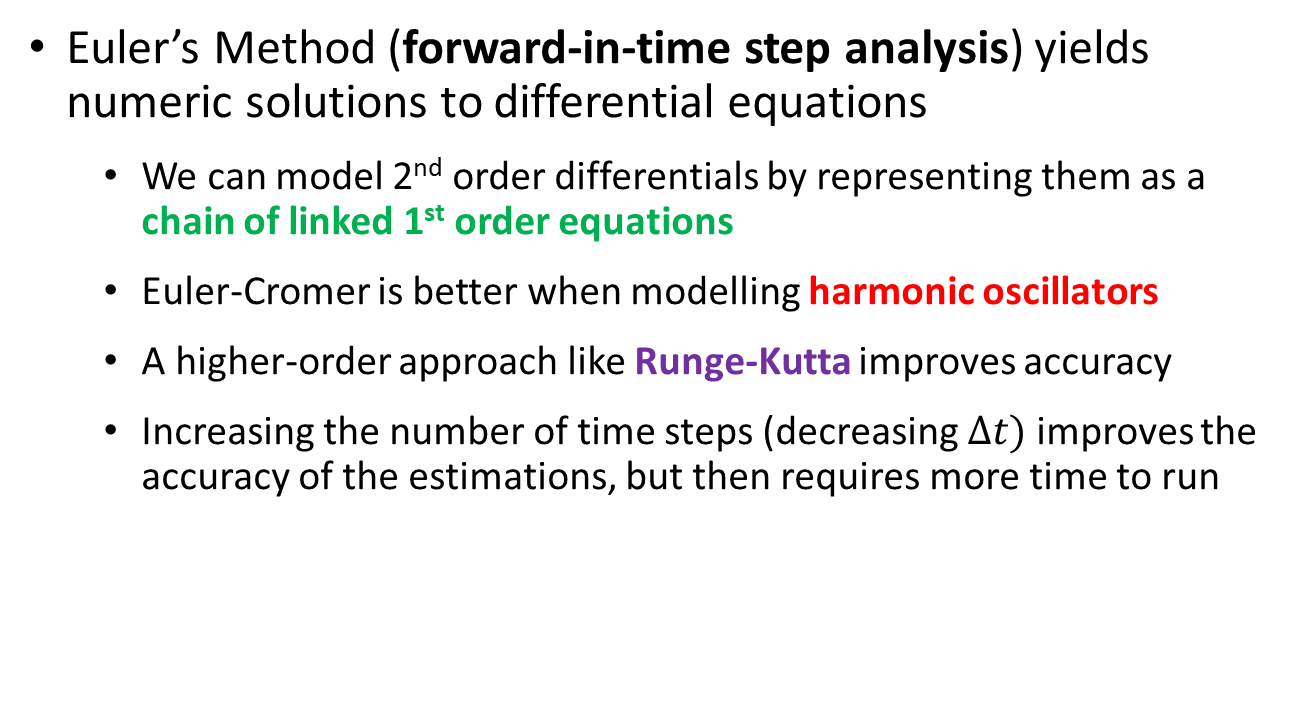 • Euler’s Method (forward-in-time step analysis) yields
numeric solutions to differential equations
• We can model 2nd order differentials by representing them as a
chain of linked 1st order equations
• Euler-Cromer is better when modelling harmonic oscillators
• A higher-order approach like Runge-Kutta improves accuracy
• Increasing the number of time steps (decreasing Δ𝑡) improves the
accuracy of the estimations, but then requires more time to run